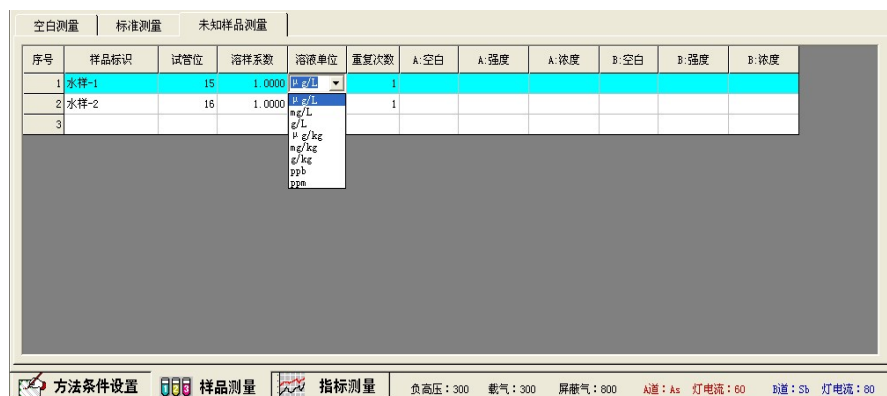 空白测量 标准测量 未知样品测量
序号 样品标识 试管位 溶样系数 溶液单位 重复次数 A:空白 A:强度 A:浓度 B:空白 B:强度 B:浓度
1 水样-1 15 1.0000 μg/L 1
2 水样-2 16 1.0000 μg/L 1
3 mg/L
g/L
μg/kg
mg/kg
g/kg
ppb
ppm
方法条件设置 样品测量 指标测量 负高压:300 载气:300 屏蔽气:800 A道:As 灯电流:60 B道:Sb 灯电流:80